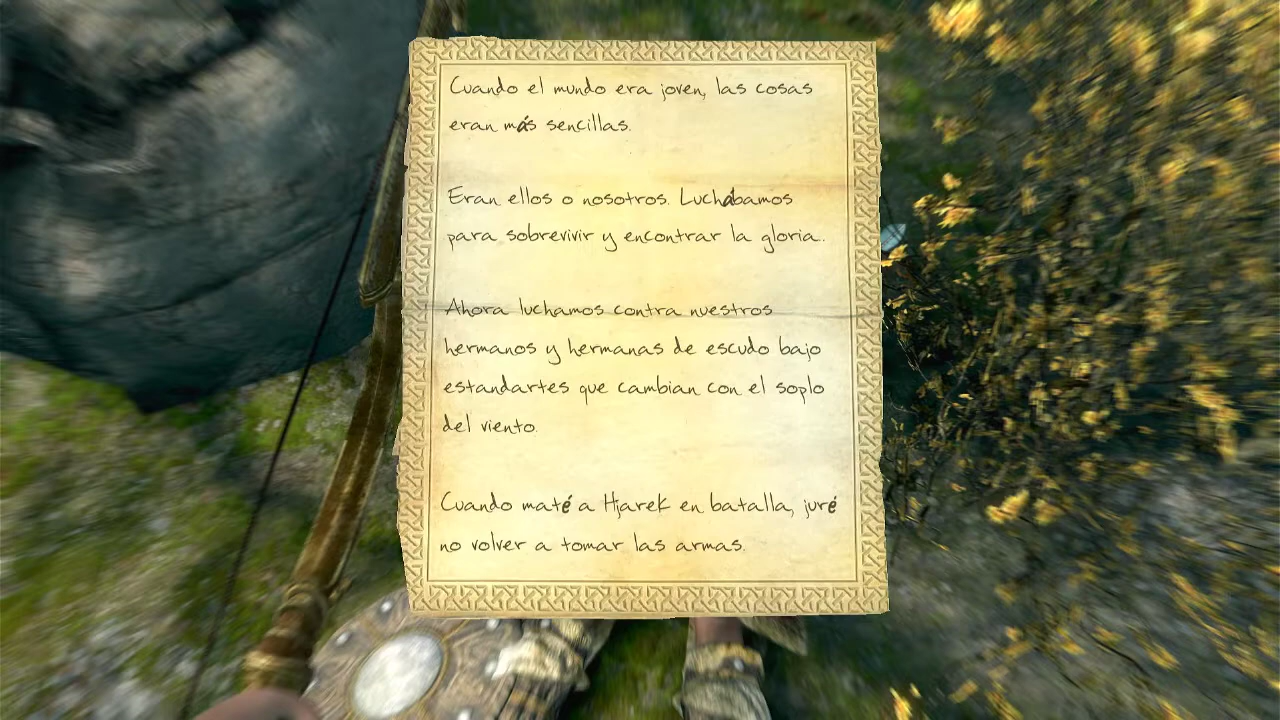 Cuando el mundo era joven, las cosas
eran más sencillas.
Eran ellos o nosotros. Luchábamos
para sobrevivir y encontrar la gloria..
Ahora luchamos contra nuestros
hermanos y hermanas de escudo bajo
estandartes que cambian con el soplo
del viento.
Cuando maté a Hjarek en batalla, juré
no volver a tomar las armas.